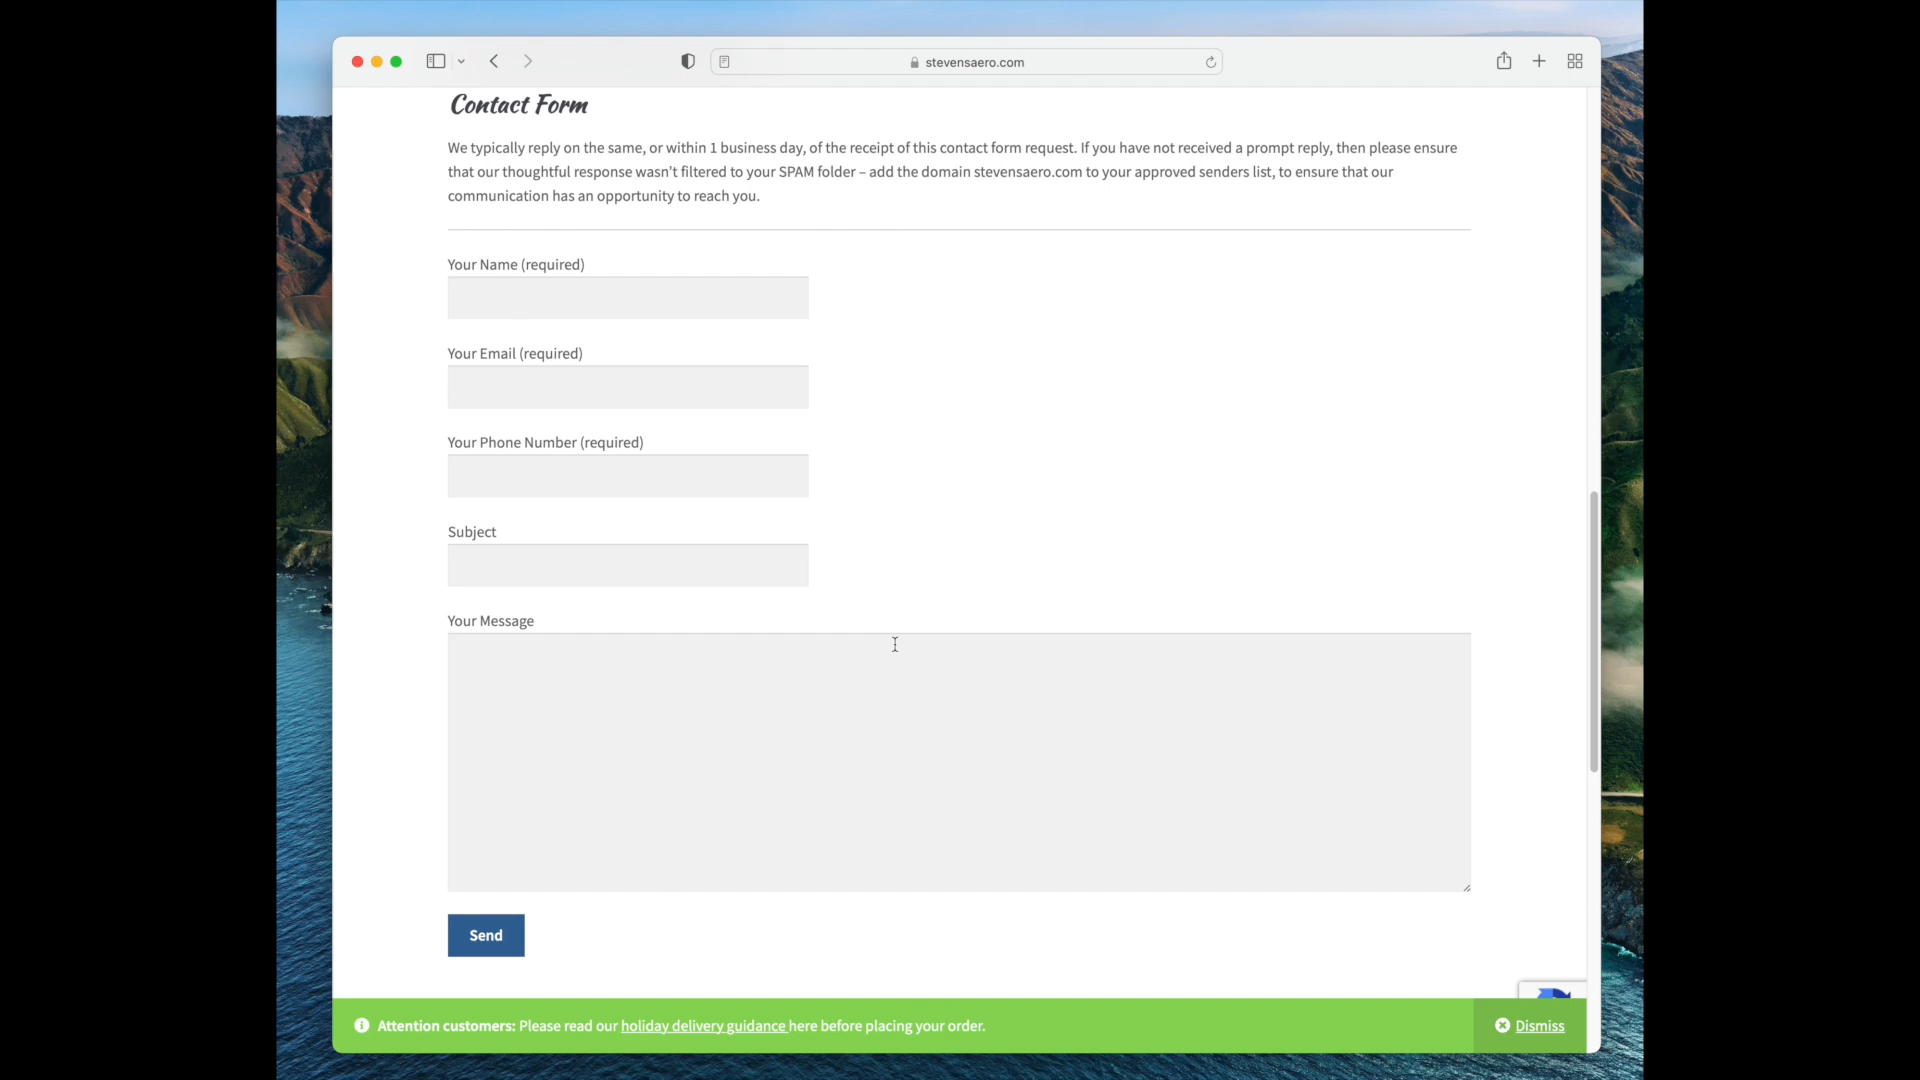 stevensaero.com
Contact Form
We typically reply on the same, or within 1 business day, of the receipt of this contact form request. If you have not received a prompt reply, then please ensure
that our thoughtful response wasn't filtered to your SPAM folder – add the domain stevensaero.com to your approved senders list, to ensure that our
communication has an opportunity to reach you.
Your Name (required)
Your Email (required)
Your Phone Number (required)
Subject
Your Message
Send
Attention customers: Please read our holiday delivery guidance here before placing your order.
Dismiss